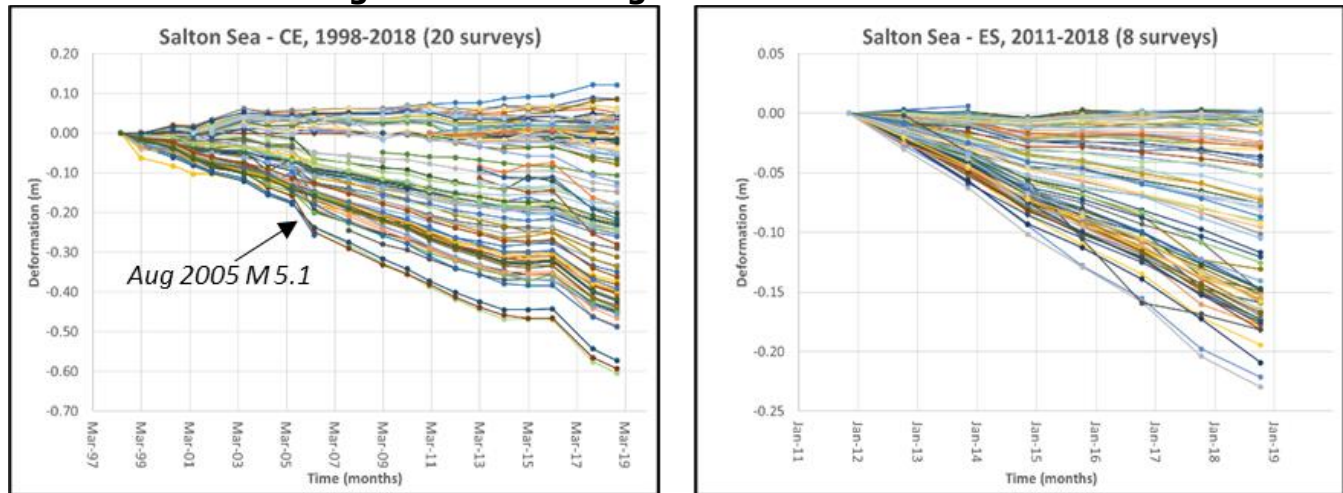 Salton Sea - CE, 1998-2018 (20 surveys)
0.20
0.10
0.00
-0.10
-0.20
-0.30
-0.40
-0.50
-0.60
-0.70
Deformation (m)
Aug 2005 M 5.1
Mar-97
Mar-99
Mar-01
Mar-03
Mar-05
Mar-07
Mar-09
Mar-11
Mar-13
Mar-15
Mar-17
Mar-19
Time (months)
Salton Sea - ES, 2011-2018 (8 surveys)
0.05
0.00
-0.05
-0.10
-0.15
-0.20
-0.25
Deformation (m)
Jan-11
Jan-12
Jan-13
Jan-14
Jan-15
Jan-16
Jan-17
Jan-18
Jan-19
Time (months)